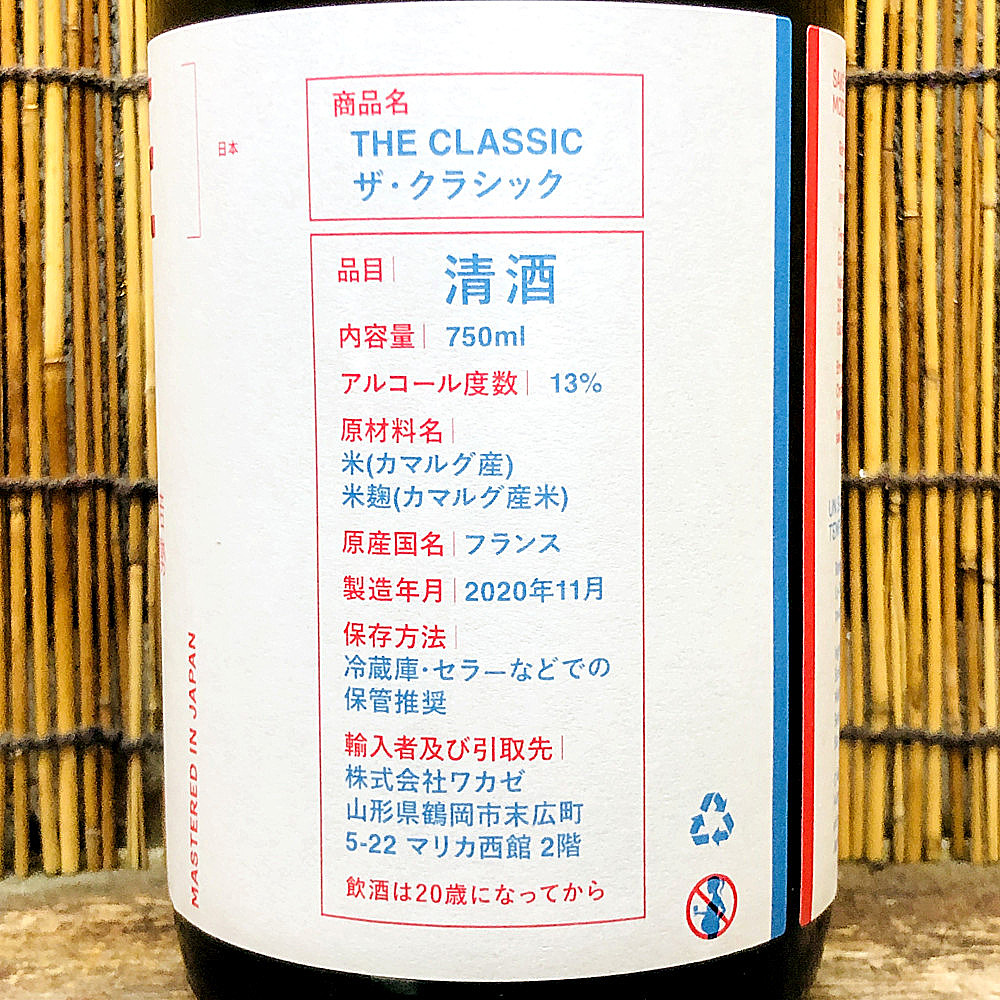 商品名
THE CLASSIC
ザ・クラシック
品目
清酒
内容量 750ml
アルコール度数 13%
原材料名
米(カマルグ産)
米麹(カマルグ産米)
原産国名 フランス
製造年月 2020年11月
保存方法
冷蔵庫・セラーなどでの
保管推奨
輸入者及び引取先
株式会社ワカゼ
山形県鶴岡市末広町
5-22 マリカ西館 2階
飲酒は20歳になってから
日本
MASTERED IN JAPAN